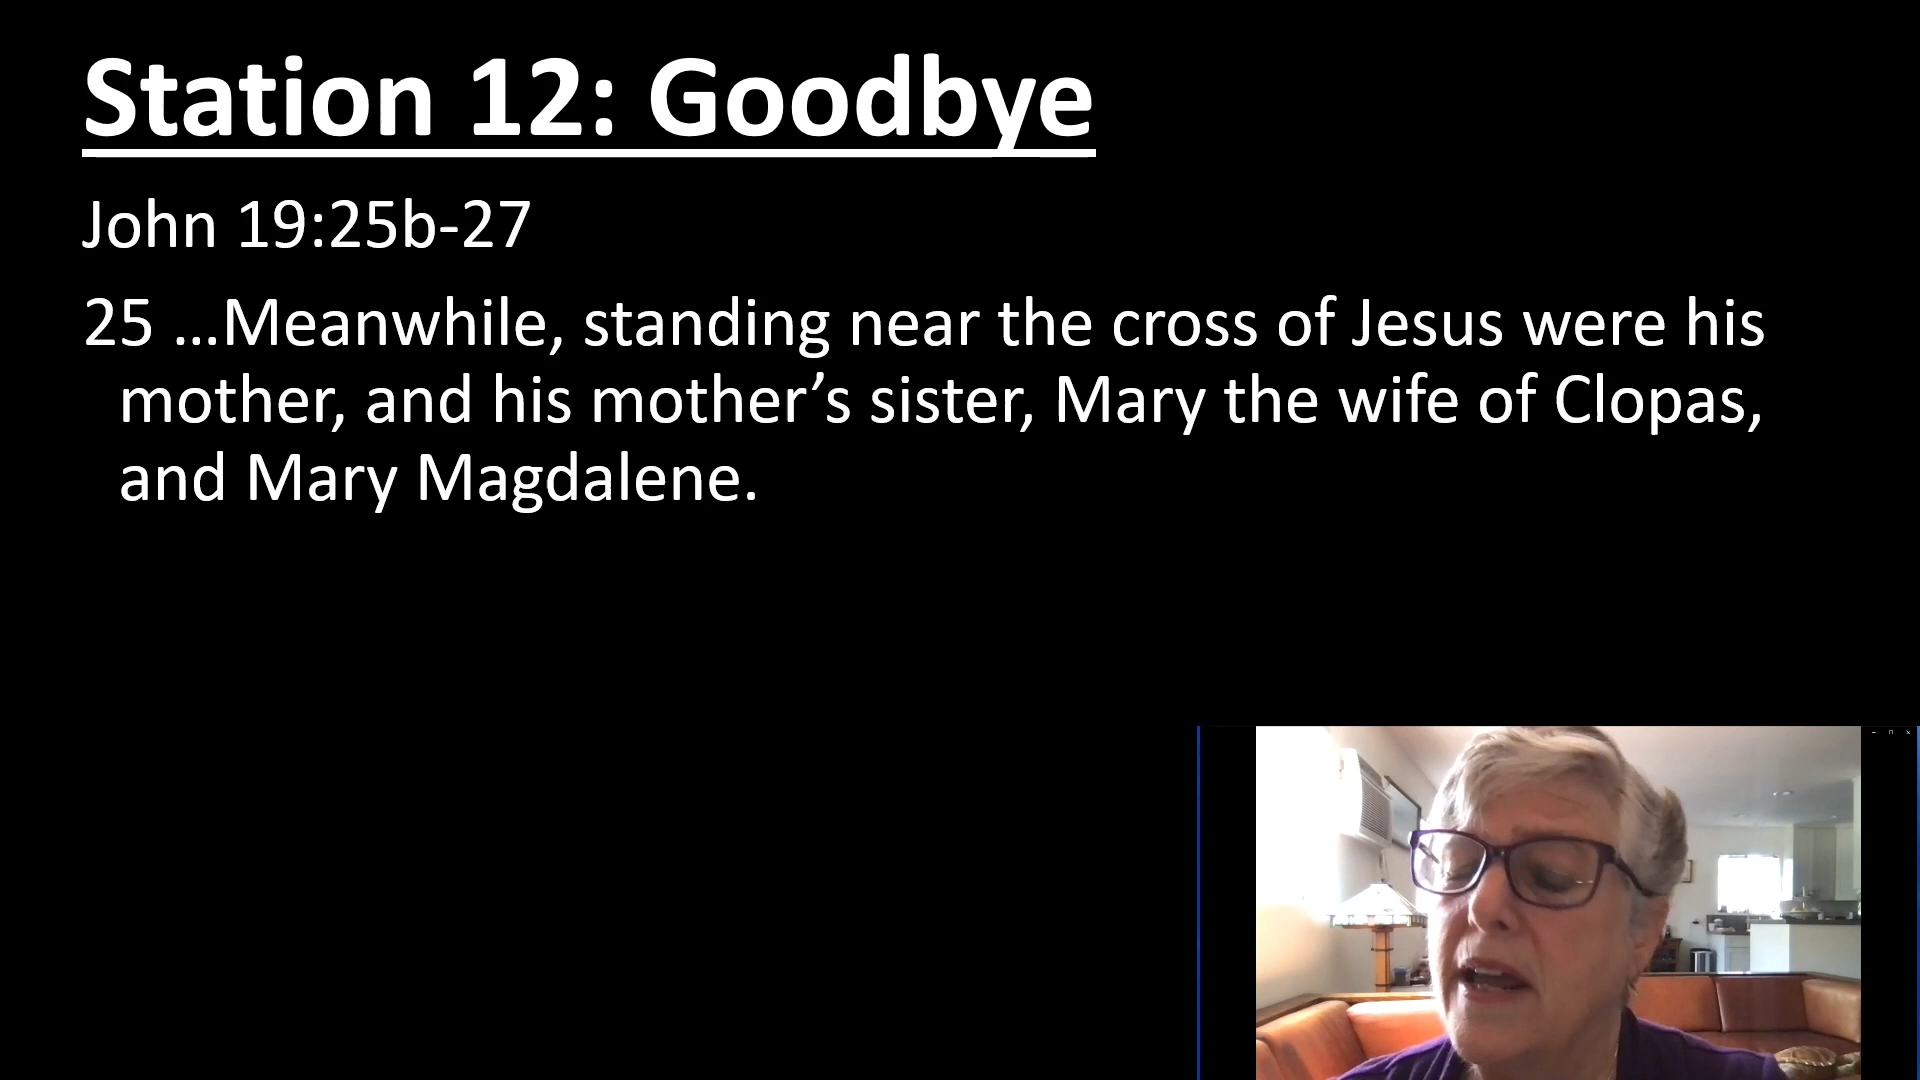 Station 12: Goodbye
John 19:25b-27
25 …Meanwhile, standing near the cross of Jesus were his
mother, and his mother’s sister, Mary the wife of Clopas,
and Mary Magdalene.